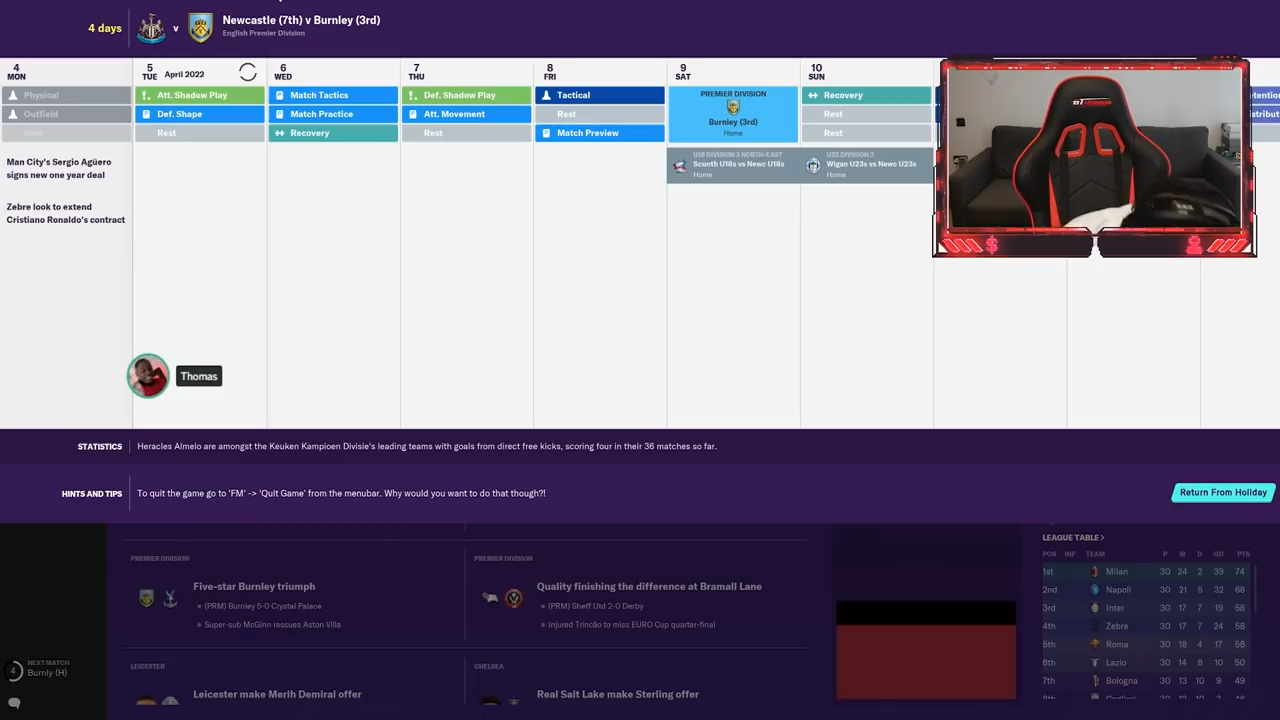 4 days
v
Newcastle (7th) v Burnley (3rd)
English Premier Division
4
MON
5
TUE
April 2022
6
WED
7
THU
8
FRI
9
SAT
10
SUN
Physical
Outfield
Rest
Att. Shadow Play
Def. Shape
Rest
Match Tactics
Match Practice
Recovery
Def. Shadow Play
Att. Movement
Rest
Tactical
Rest
Match Preview
PREMIER DIVISION
Burnley (3rd)
Home
Recovery
Rest
Rest
U18 DIVISION 3 NORTH-EAST
Scunth U18s vs Newc U18s
Home
U23 DIVISION 3
Wigan U23s vs Newc U23s
Home
Man City's Sergio Agüero
signs new one year deal
Zebre look to extend
Cristiano Ronaldo's contract
Thomas
STATISTICS
Heracles Almelo are amongst the Keuken Kampioen Divisie's leading teams with goals from direct free kicks, scoring four in their 36 matches so far.
HINTS AND TIPS
To quit the game go to 'FM' -> 'Quit Game' from the menubar. Why would you want to do that though?!
Return From Holiday
PREMIER DIVISION
Five-star Burnley triumph
(PRM) Burnley 5-0 Crystal Palace
Super-sub McGinn rescues Aston Villa
PREMIER DIVISION
Quality finishing the difference at Bramall Lane
(PRM) Sheff Utd 2-0 Derby
Injured Trincão to miss EURO Cup quarter-final
LEICESTER
Leicester make Merih Demiral offer
CHELSEA
Real Salt Lake make Sterling offer
4
NEXT MATCH
Burnly (H)
LEAGUE TABLE >
POS INF TEAM P W D GD PTS
1st Milan 30 24 2 39 74
2nd Napoli 30 21 5 32 68
3rd Inter 30 17 7 19 58
4th Zebre 30 17 7 24 58
5th Roma 30 18 4 17 58
6th Lazio 30 14 8 10 50
7th Bologna 30 13 10 9 49